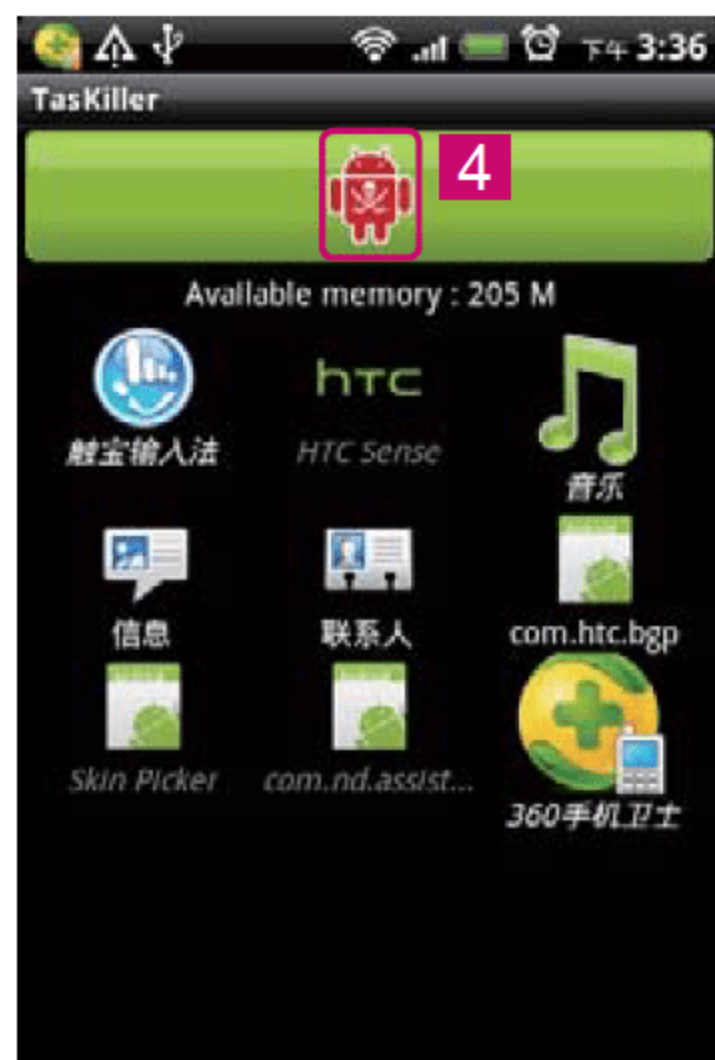 下午 3:36
TasKiller
4
Available memory : 205 M
hTC
触宝输入法
HTC Sense
音乐
信息
联系人
com.htc.bgp
Skin Picker
com.nd.assist...
360手机卫士